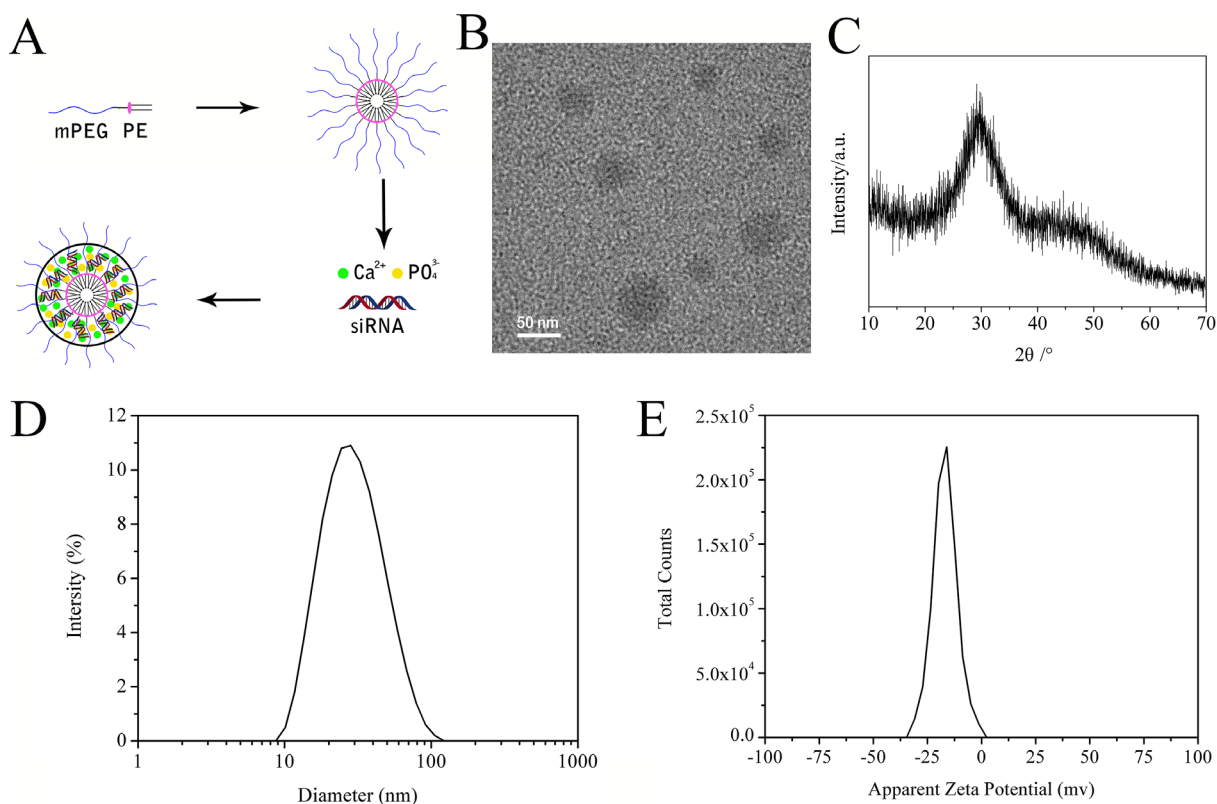 A
mPEG PE
Ca²⁺ PO₄³⁻
siRNA
B
50 nm
C
Intensity/a.u.
10 20 30 40 50 60 70
2θ /°
D
Intersity (%)
12
10
8
6
4
2
0
1 10 100 1000
Diameter (nm)
E
Total Counts
2.5x10⁵
2.0x10⁵
1.5x10⁵
1.0x10⁵
5.0x10⁴
0.0
-100 -75 -50 -25 0 25 50 75 100
Apparent Zeta Potential (mv)